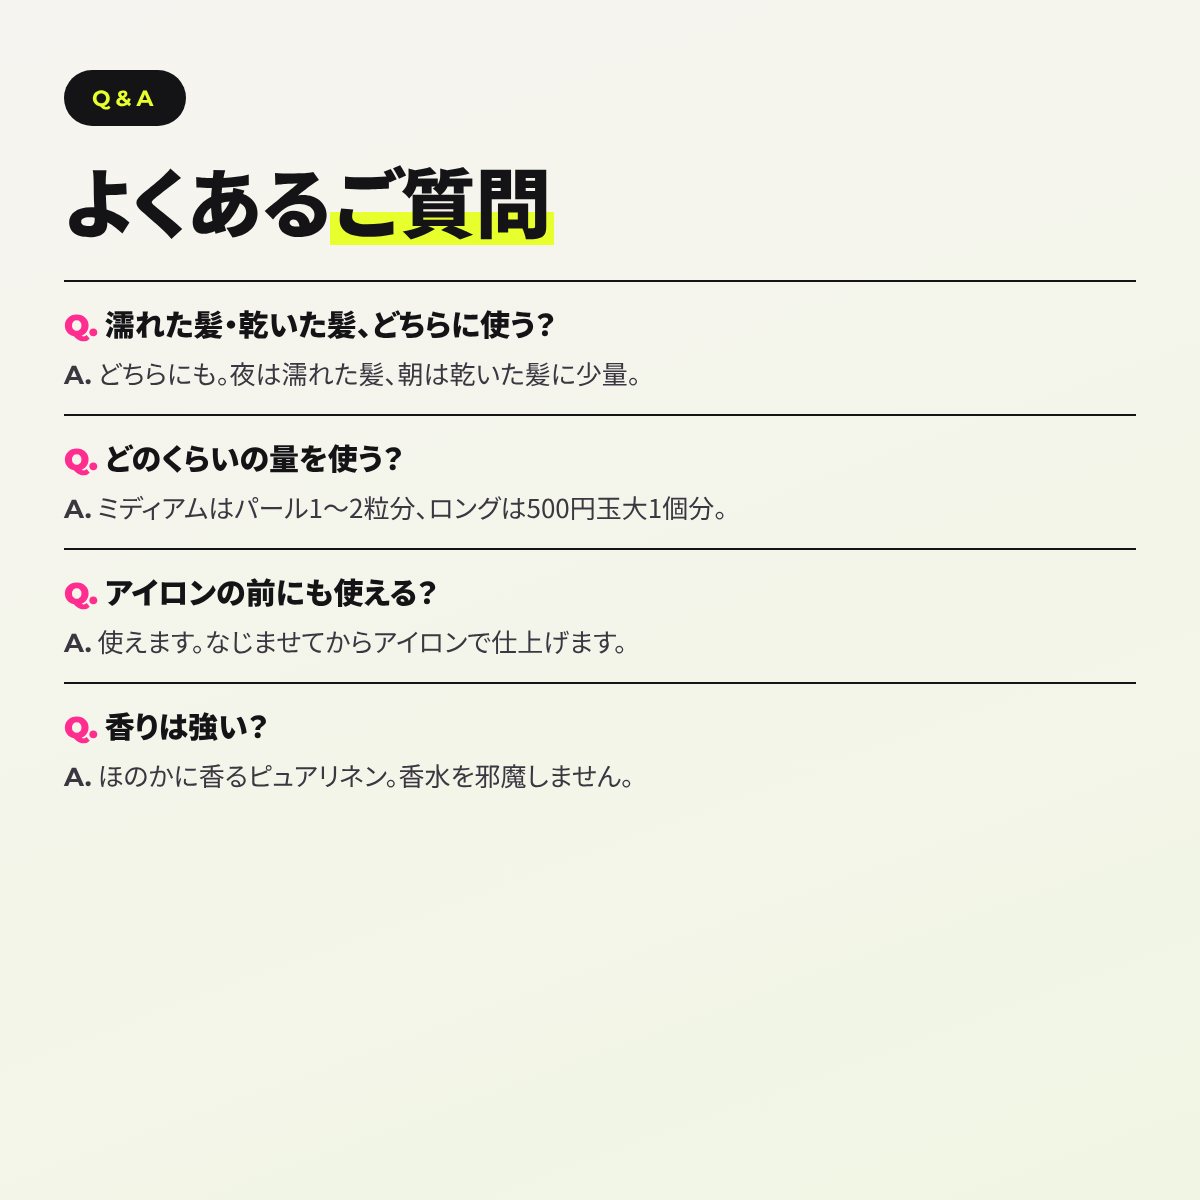 Q&A
よくあるご質問
Q. 濡れた髪・乾いた髪、どちらに使う?
A. どちらにも。夜は濡れた髪、朝は乾いた髪に少量。
Q. どのくらいの量を使う?
A. ミディアムはパール1〜2粒分、ロングは500円玉大1個分。
Q. アイロンの前にも使える?
A. 使えます。なじませてからアイロンで仕上げます。
Q. 香りは強い?
A. ほのかに香るピュアリネン。香水を邪魔しません。